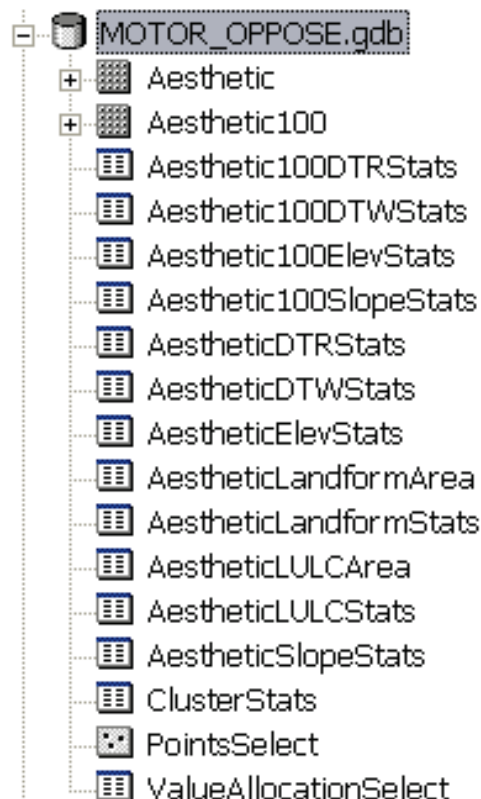 MOTOR_OPPOSE.gdb
Aesthetic
Aesthetic100
Aesthetic100DTRStats
Aesthetic100DTWStats
Aesthetic100ElevStats
Aesthetic100SlopeStats
AestheticDTRStats
AestheticDTWStats
AestheticElevStats
AestheticLandformArea
AestheticLandformStats
AestheticLULCArea
AestheticLULCStats
AestheticSlopeStats
ClusterStats
PointsSelect
ValueAllocationSelect